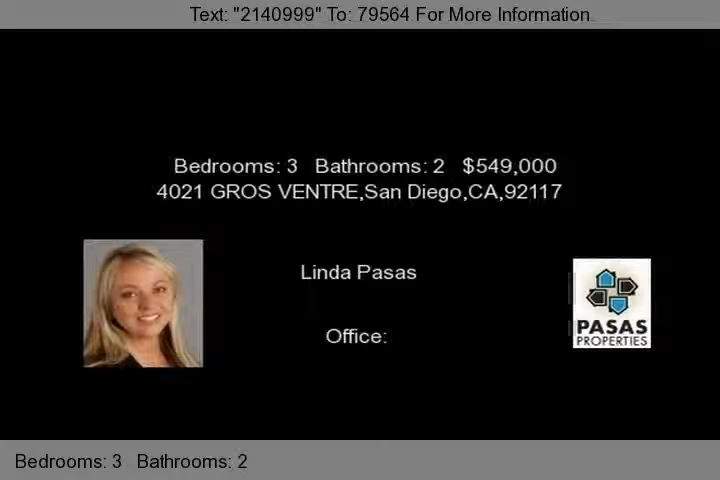 Text: "2140999" To: 79564 For More Information
Bedrooms: 3 Bathrooms: 2 $549,000
4021 GROS VENTRE,San Diego,CA,92117
Linda Pasas
Office:
PASAS
PROPERTIES
Bedrooms: 3 Bathrooms: 2